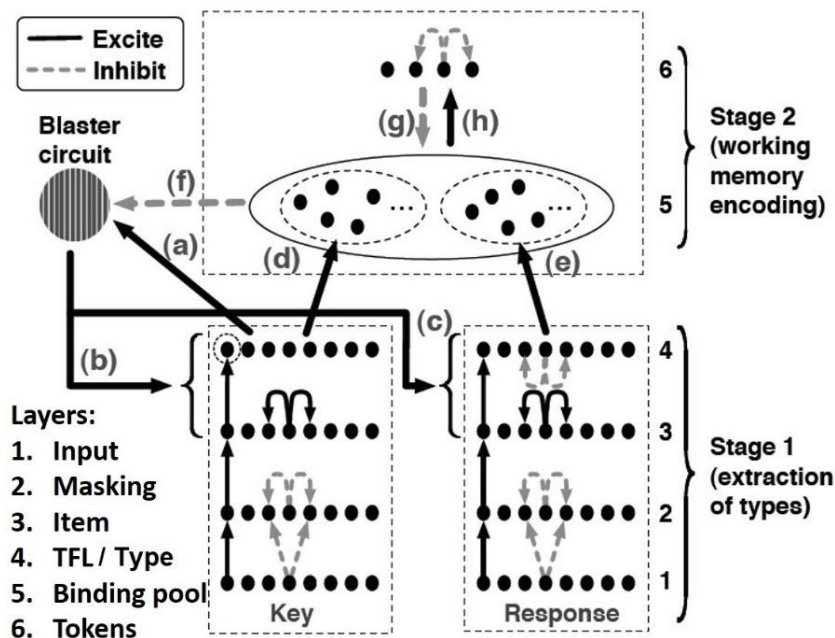 Excite
Inhibit
Blaster
circuit
(a)
(b)
(c)
(d)
(e)
(f)
(g)
(h)
...
...
6
5
Stage 2
(working
memory
encoding)
4
3
2
1
Stage 1
(extraction
of types)
Layers:
1. Input
2. Masking
3. Item
4. TFL / Type
5. Binding pool
6. Tokens
Key
Response